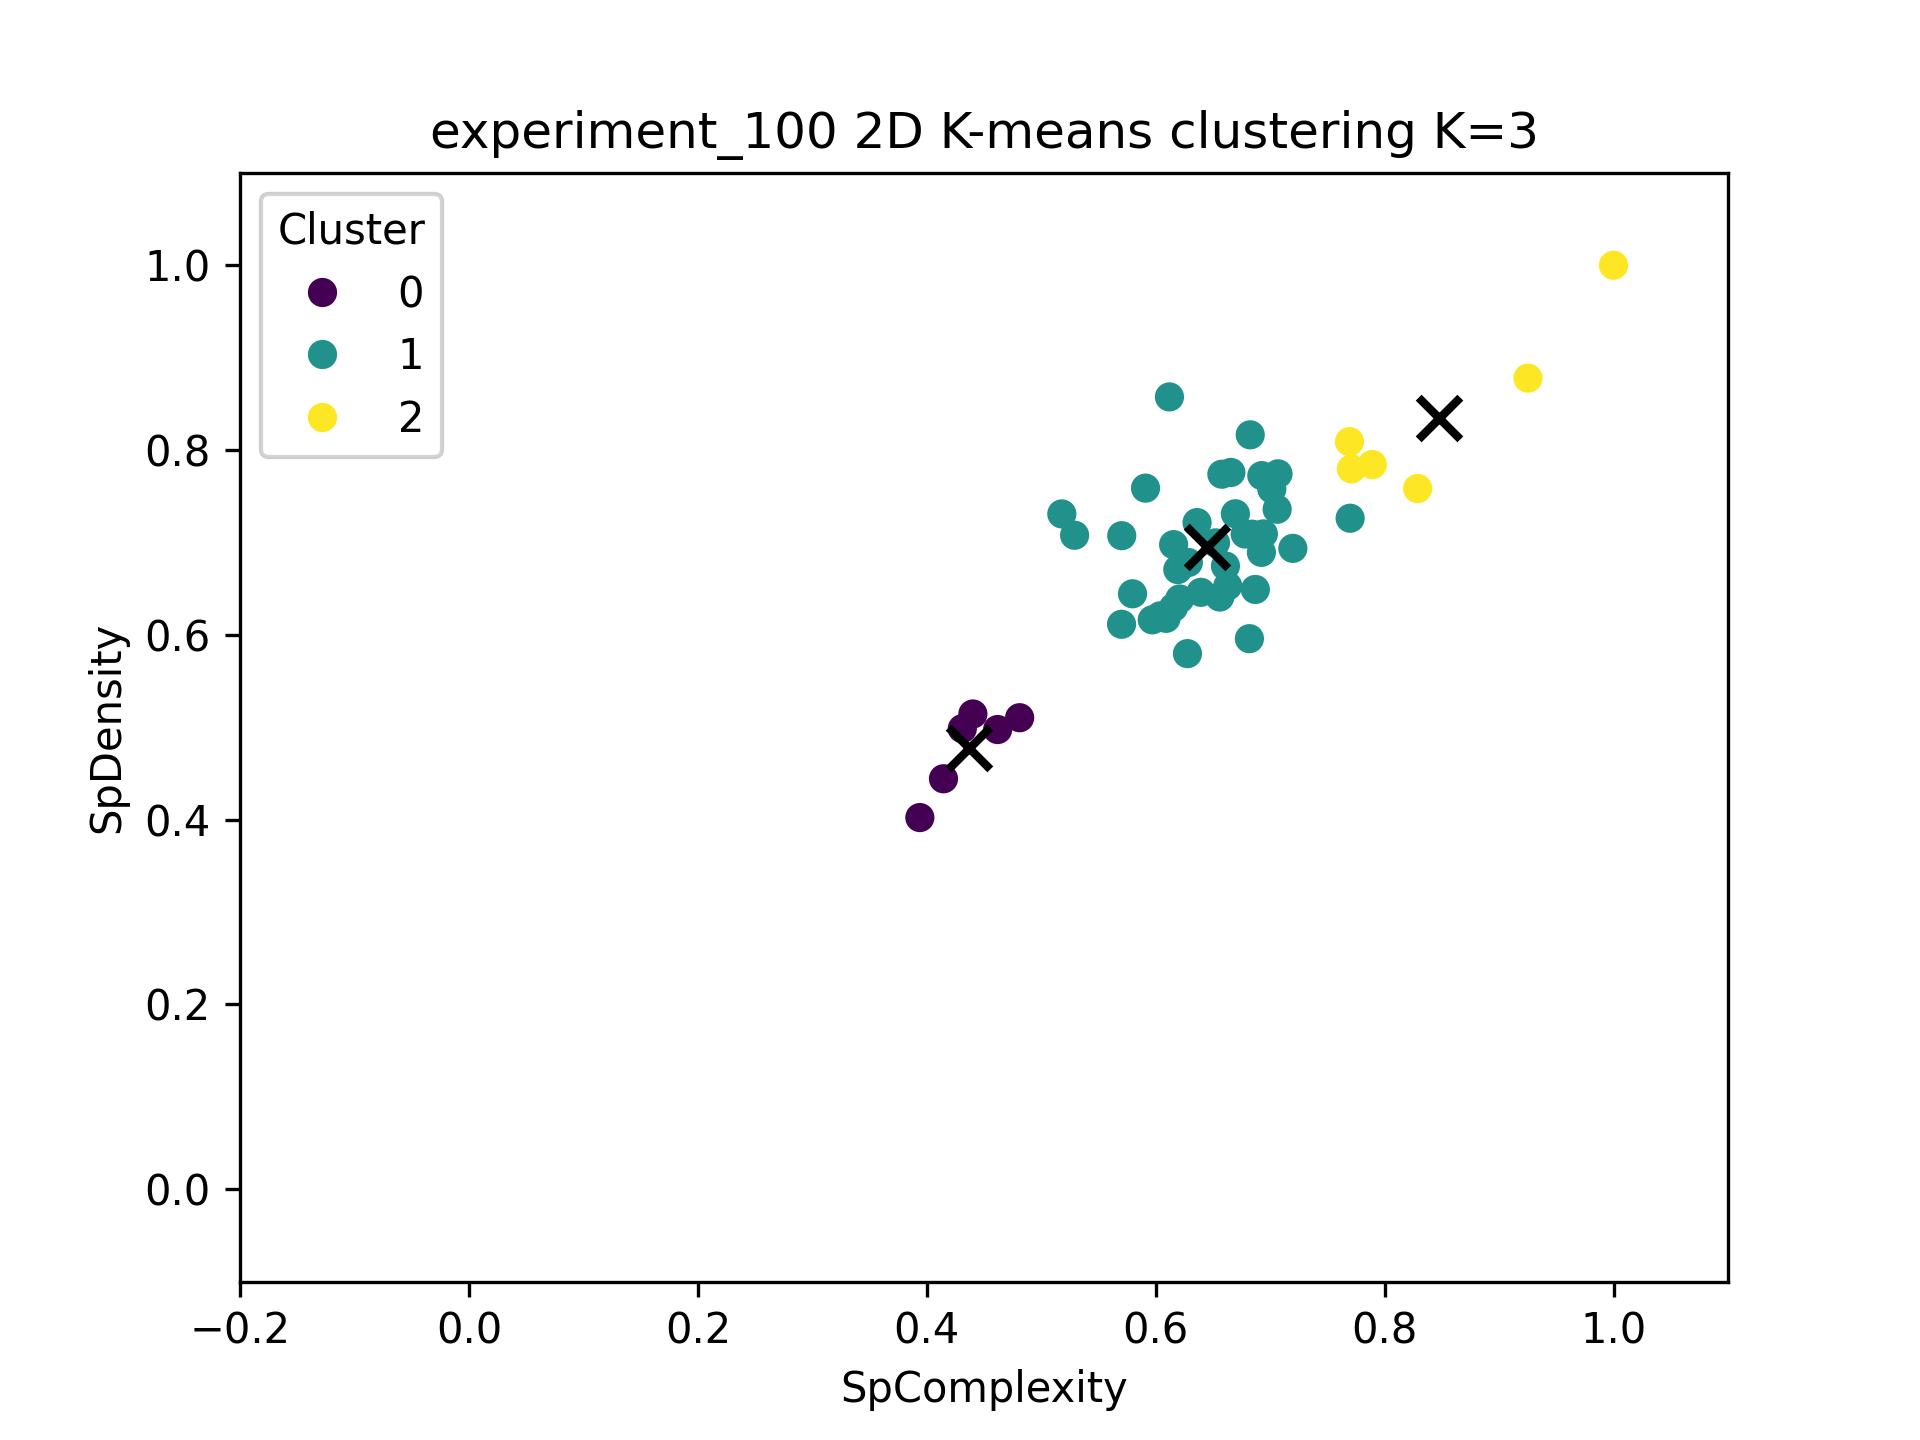 experiment_100 2D K-means clustering K=3
Cluster
0
1
2
1.0
0.8
0.6
0.4
0.2
0.0
SpDensity
−0.2 0.0 0.2 0.4 0.6 0.8 1.0
SpComplexity